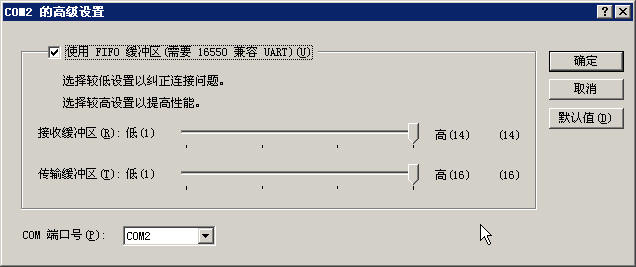 COM2 的高级设置
使用 FIFO 缓冲区(需要 16550 兼容 UART)(U)
选择较低设置以纠正连接问题。
选择较高设置以提高性能。
接收缓冲区(R): 低(1) 高(14) (14)
传输缓冲区(T): 低(1) 高(16) (16)
COM 端口号(P): COM2
确定
取消
默认值(D)